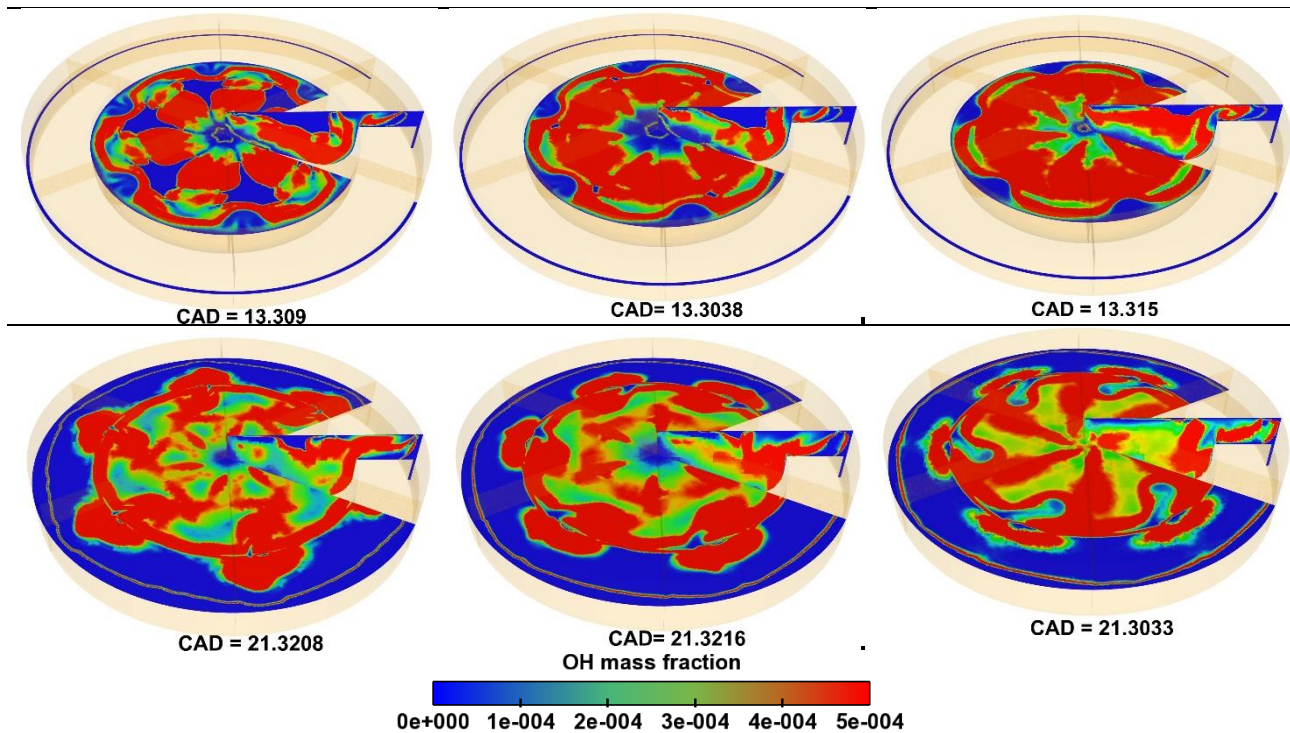 CAD = 13.309
CAD= 13.3038
CAD = 13.315
CAD = 21.3208
CAD= 21.3216
CAD = 21.3033
OH mass fraction
0e+000 1e-004 2e-004 3e-004 4e-004 5e-004